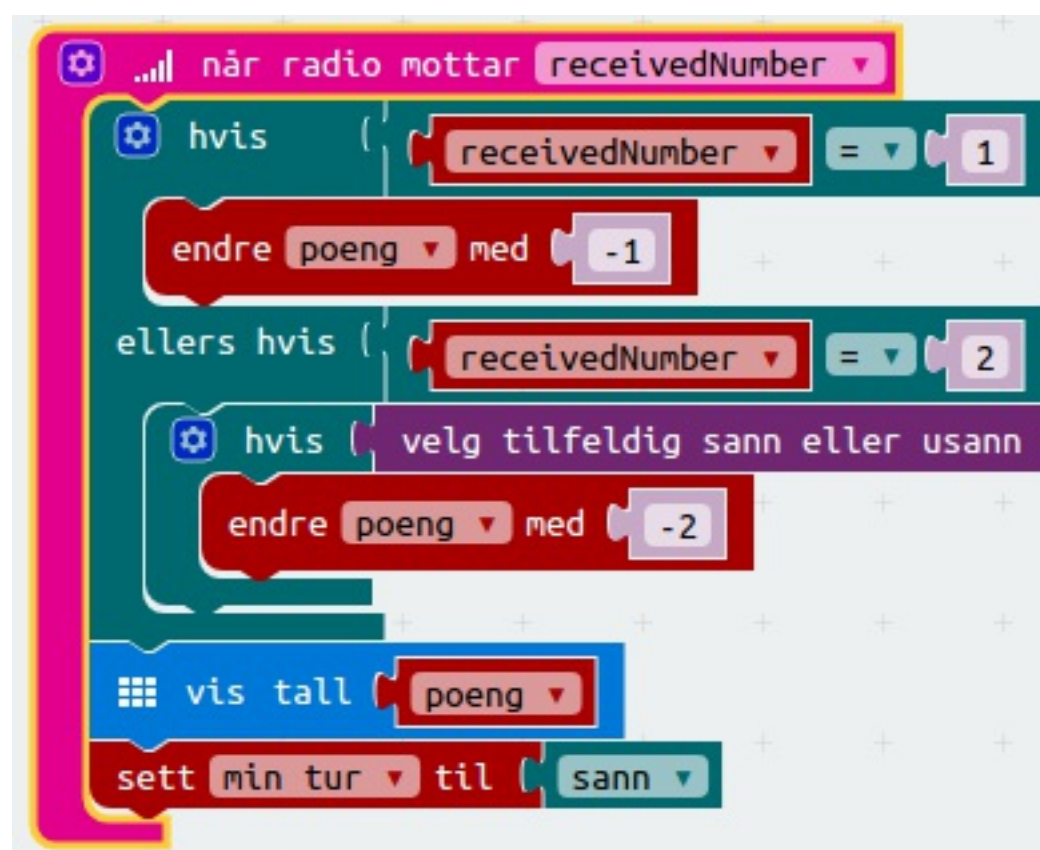 når radio mottar receivedNumber
hvis receivedNumber = 1
endre poeng med -1
ellers hvis receivedNumber = 2
hvis velg tilfeldig sann eller usann
endre poeng med -2
vis tall poeng
sett min tur til sann